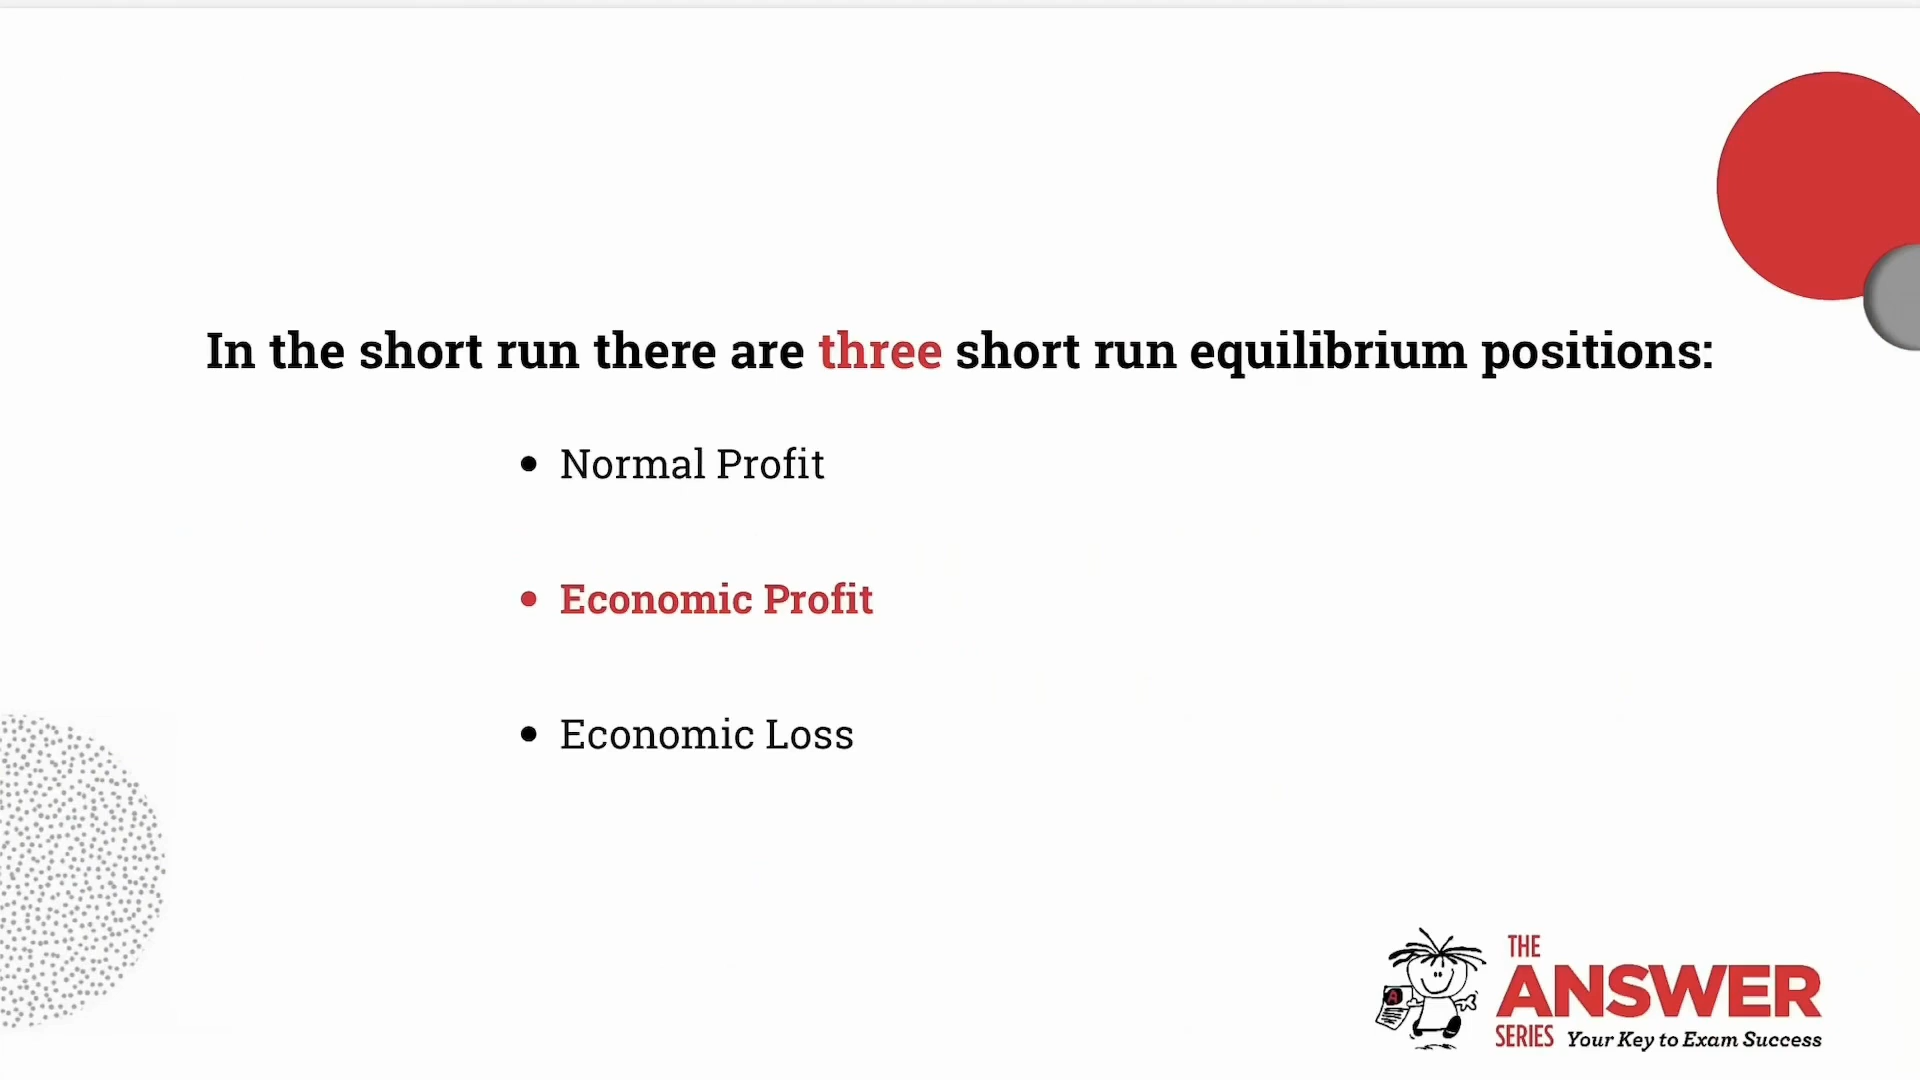 In the short run there are three short run equilibrium positions:
• Normal Profit
• Economic Profit
• Economic Loss
A
THE
ANSWER
SERIES Your Key to Exam Success